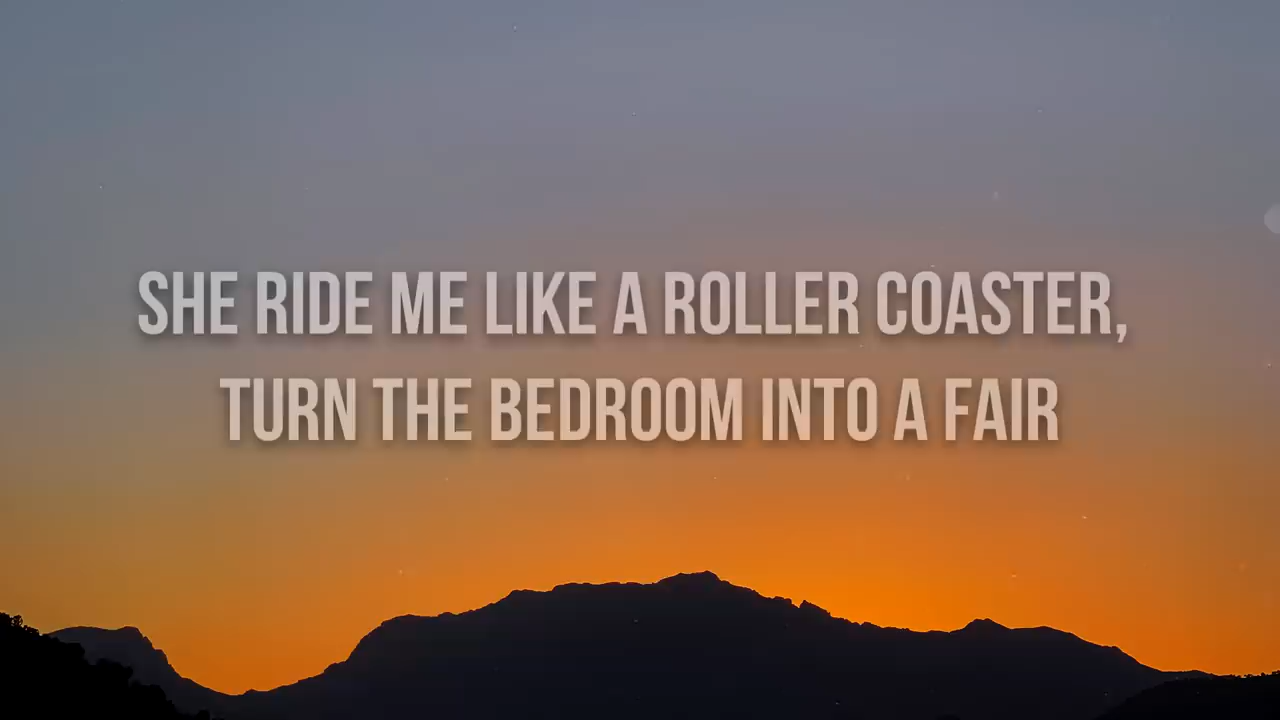 SHE RIDE ME LIKE A ROLLER COASTER,
TURN THE BEDROOM INTO A FAIR